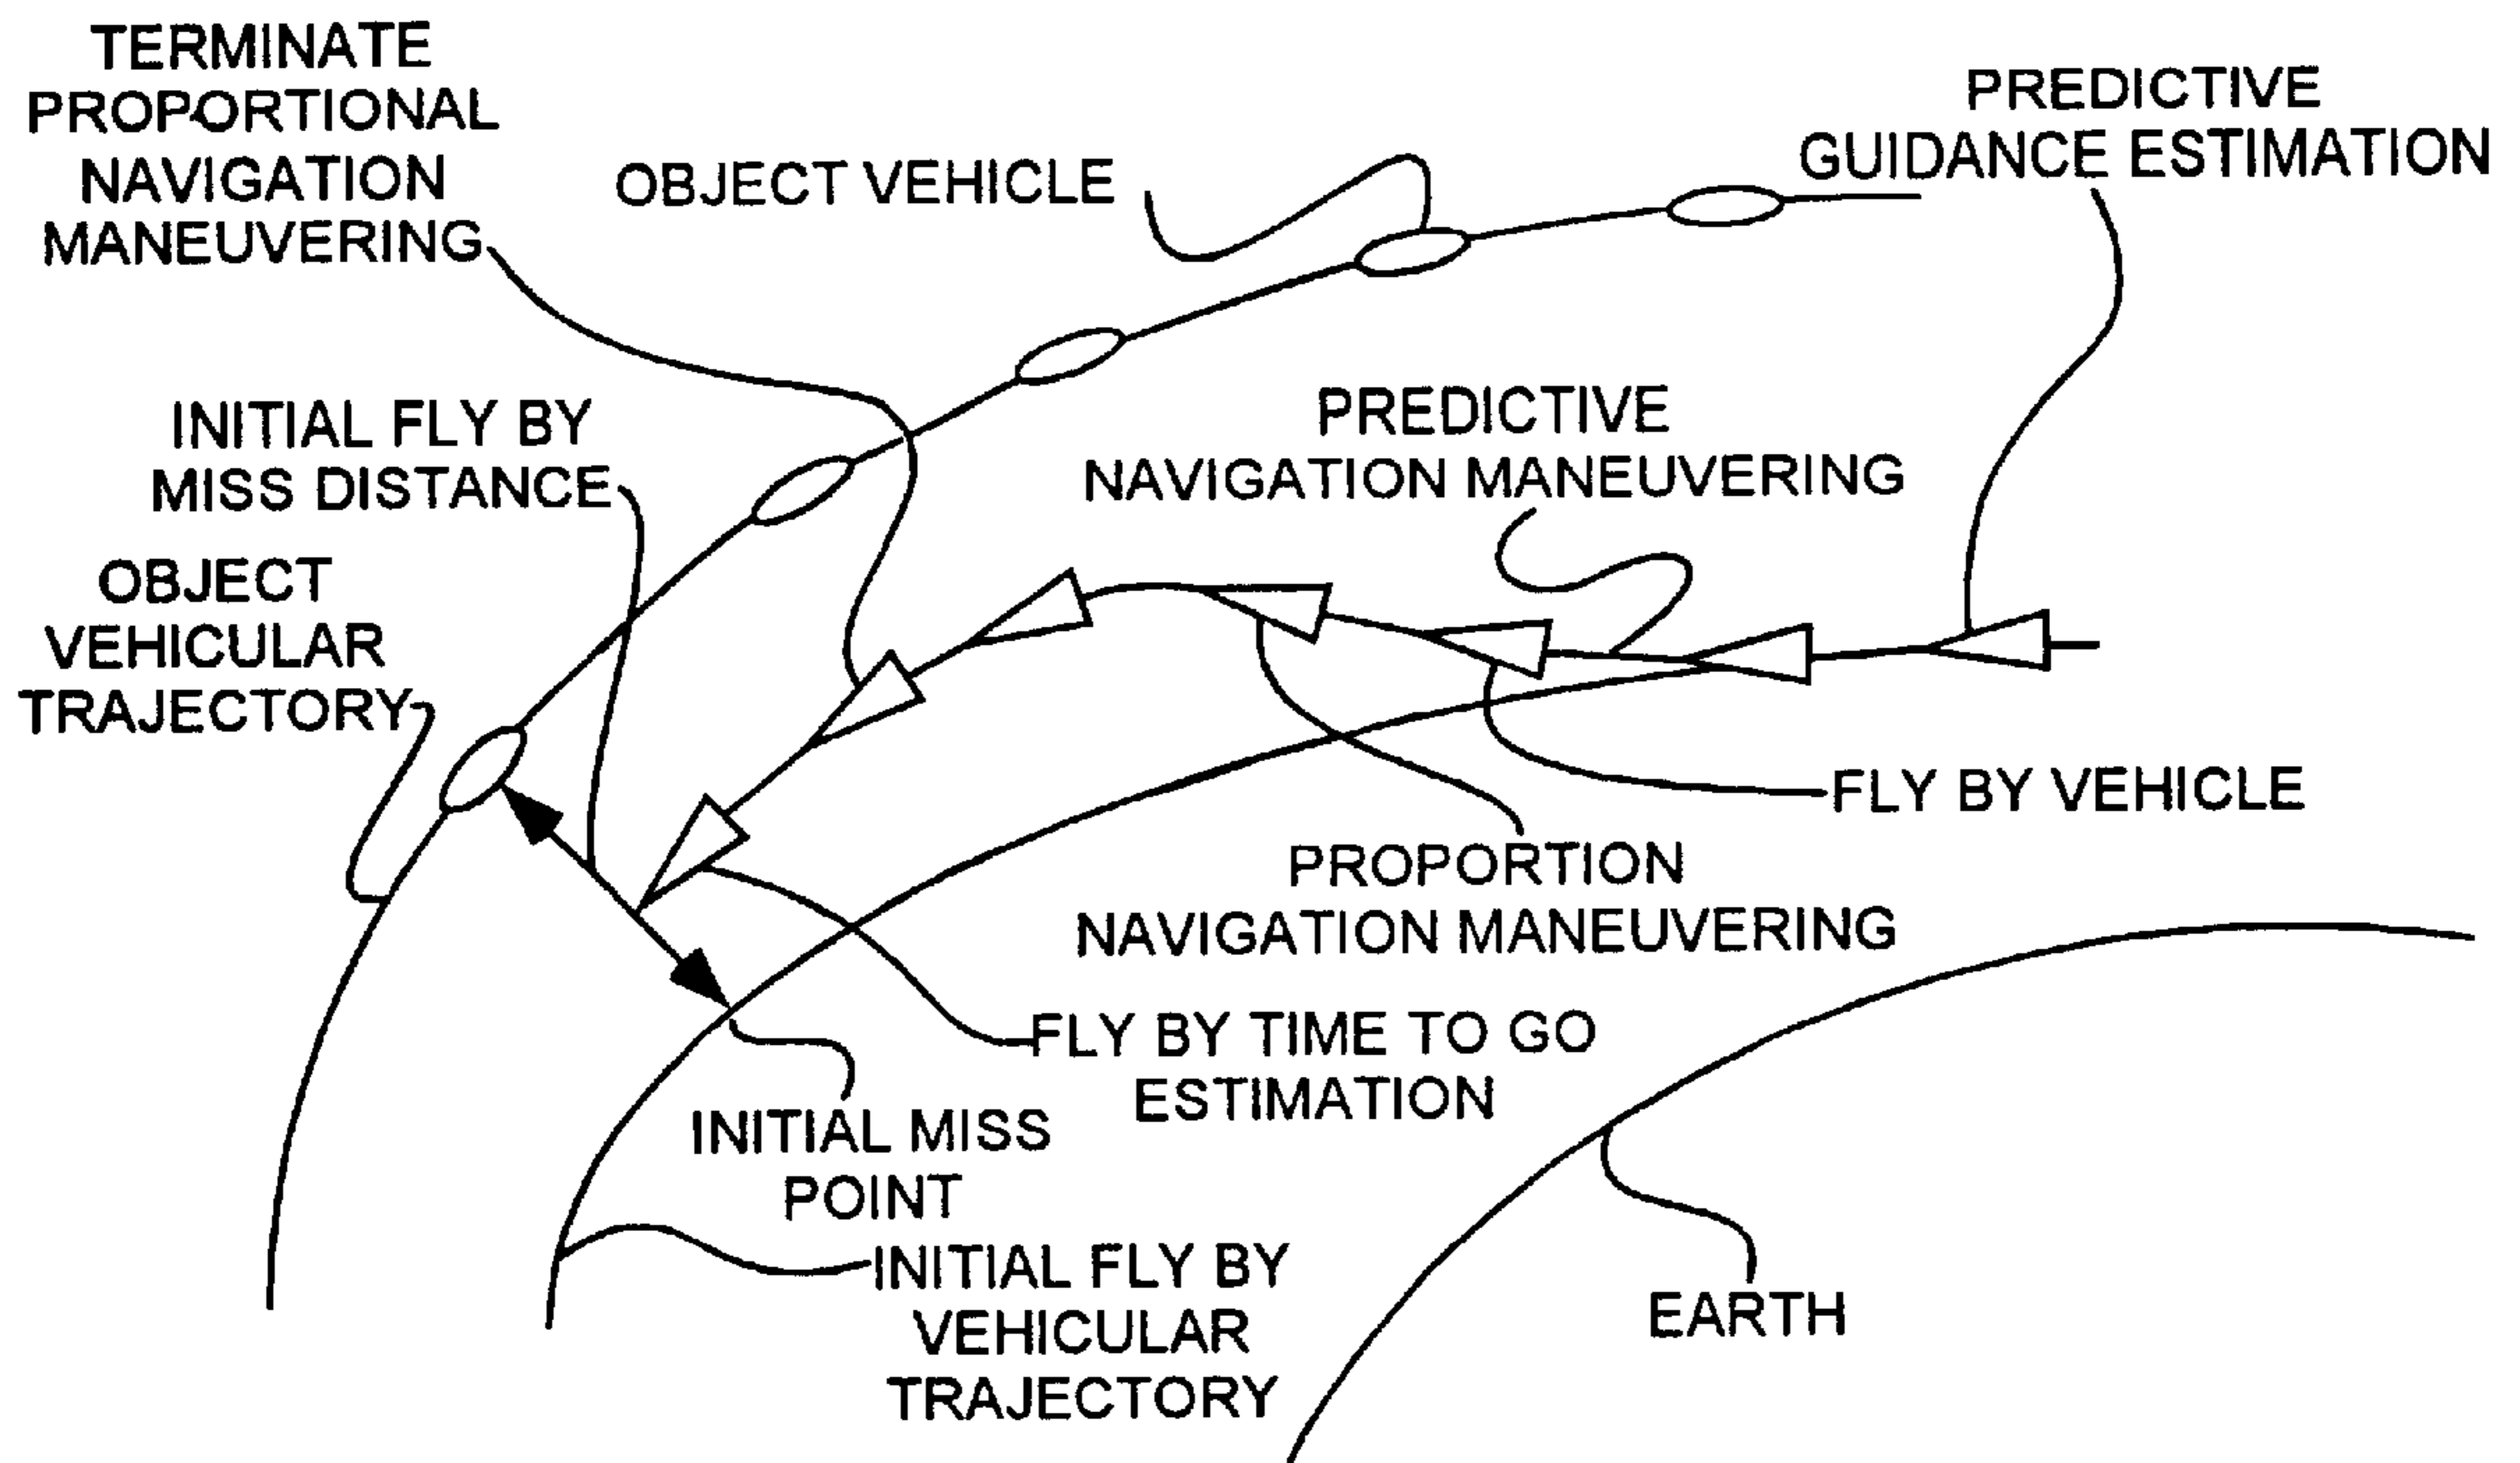 TERMINATE
PROPORTIONAL
NAVIGATION
MANEUVERING
OBJECT VEHICLE
PREDICTIVE
GUIDANCE ESTIMATION
INITIAL FLY BY
MISS DISTANCE
PREDICTIVE
NAVIGATION MANEUVERING
OBJECT
VEHICULAR
TRAJECTORY
FLY BY VEHICLE
PROPORTION
NAVIGATION MANEUVERING
FLY BY TIME TO GO
ESTIMATION
INITIAL MISS
POINT
INITIAL FLY BY
VEHICULAR
TRAJECTORY
EARTH